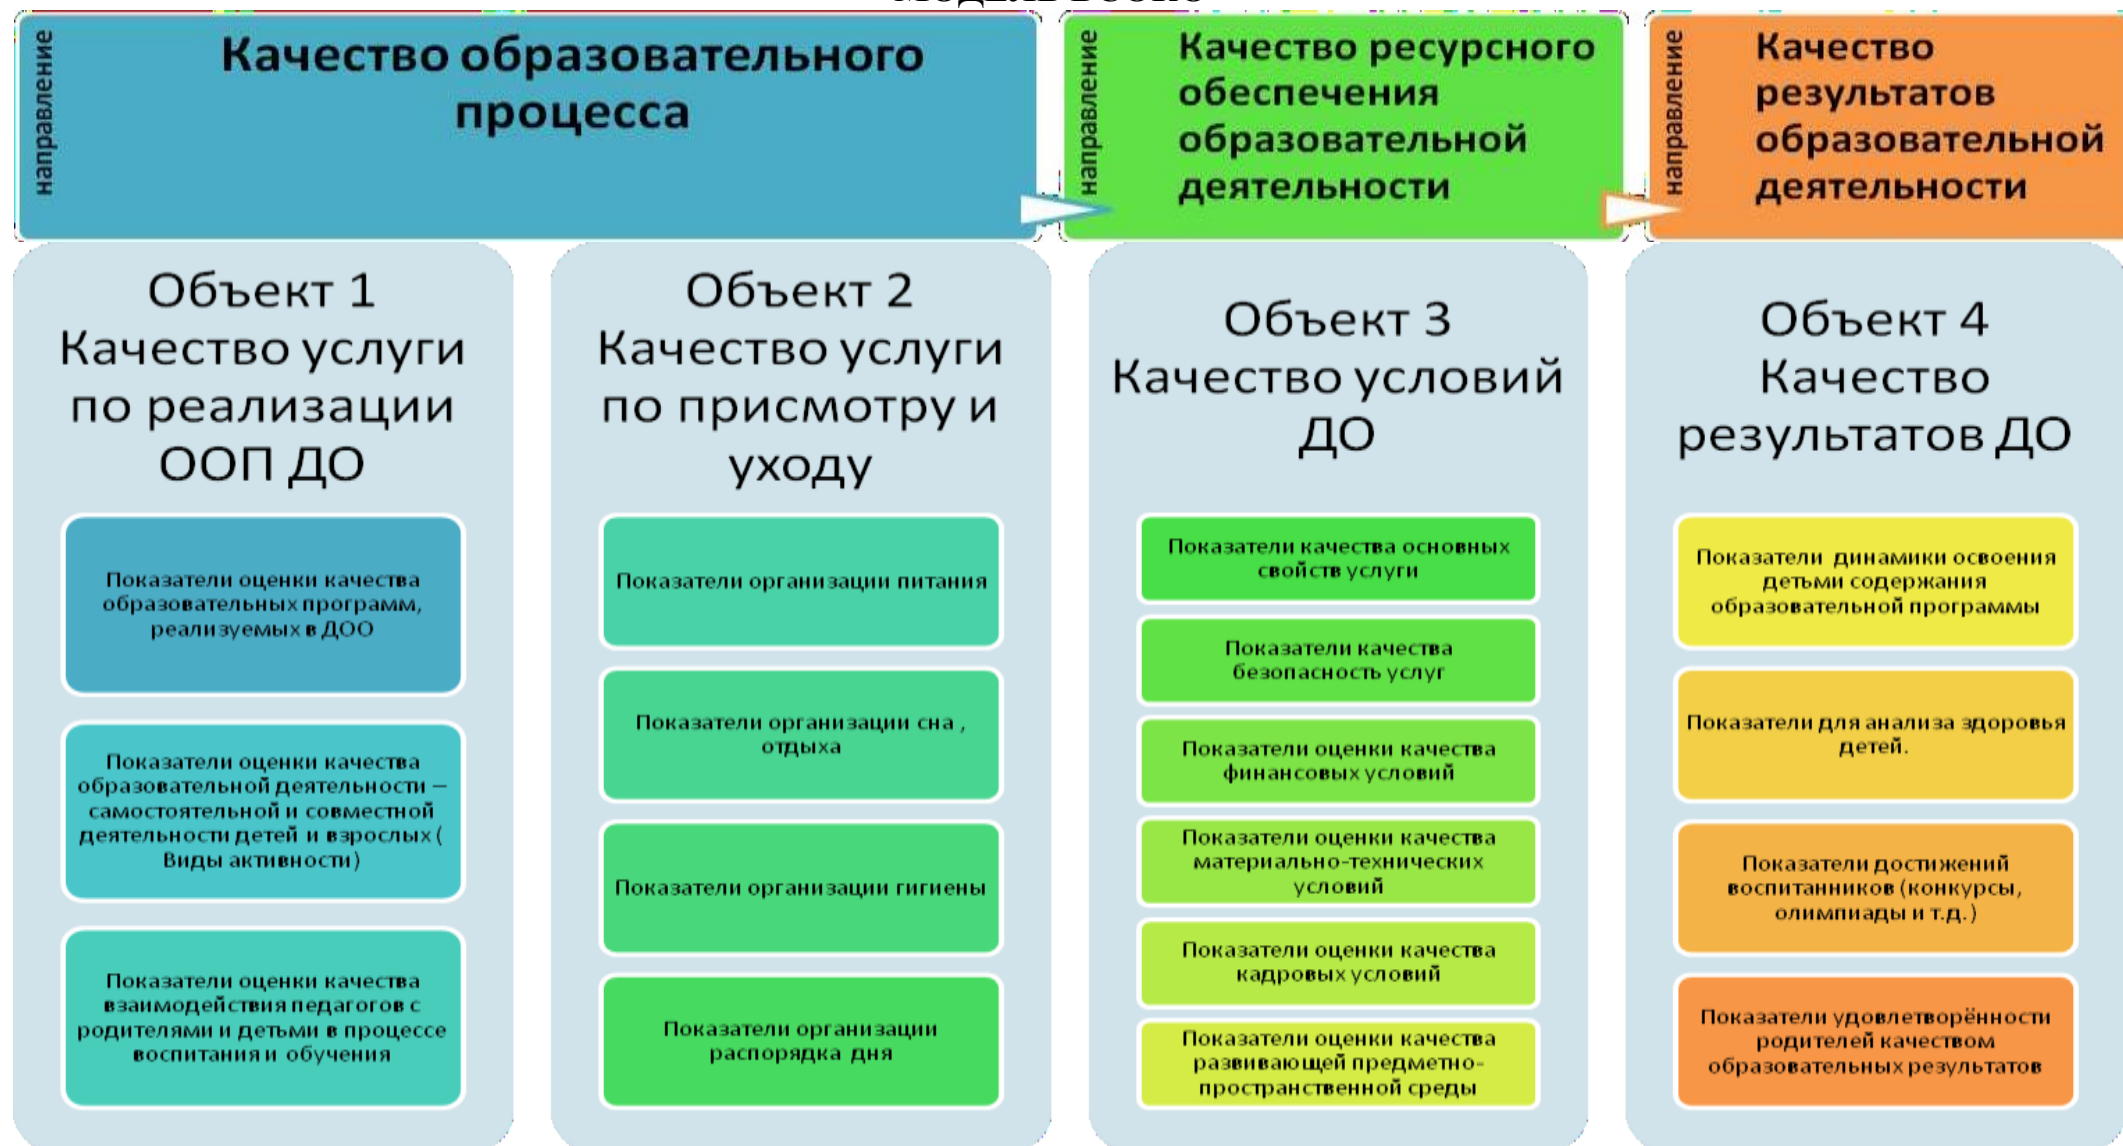 МОДЕЛЬ ВСОКО
направление
Качество образовательного
процесса
направление
Качество ресурсного
обеспечения
образовательной
деятельности
направление
Качество
результатов
образовательной
деятельности
Объект 1
Качество услуги
по реализации
ООП ДО
Показатели оценки качества
образовательных программ,
реализуемых в ДОО
Показатели оценки качества
образовательной деятельности –
самостоятельной и совместной
деятельности детей и взрослых (
Виды активности)
Показатели оценки качества
взаимодействия педагогов с
родителями и детьми в процессе
воспитания и обучения
Объект 2
Качество услуги
по присмотру и
уходу
Показатели организации питания
Показатели организации сна ,
отдыха
Показатели организации гигиены
Показатели организации
распорядка дня
Объект 3
Качество условий
ДО
Показатели качества основных
свойств услуги
Показатели качества
безопасность услуг
Показатели оценки качества
финансовых условий
Показатели оценки качества
материально-технических
условий
Показатели оценки качества
кадровых условий
Показатели оценки качества
развивающей предметно-
пространственной среды
Объект 4
Качество
результатов ДО
Показатели динамики освоения
детьми содержания
образовательной программы
Показатели для анализа здоровья
детей.
Показатели достижений
воспитанников (конкурсы,
олимпиады и т.д.)
Показатели удовлетворённости
родителей качеством
образовательных результатов